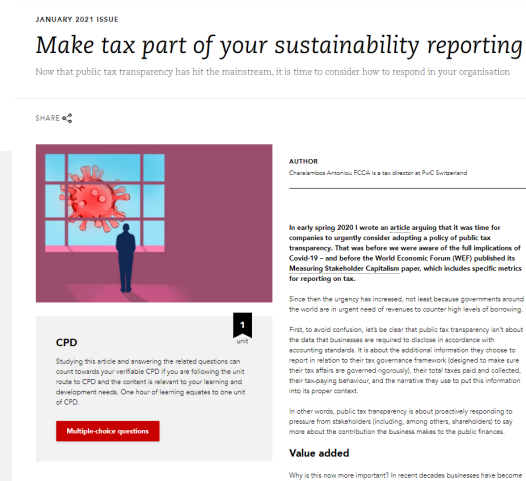 JANUARY 2021 ISSUE
Make tax part of your sustainability reporting
Now that public tax transparency has hit the mainstream, it is time to consider how to respond in your organisation
SHARE
AUTHOR
Charalambos Antoniou FCCA is a tax director at PwC Switzerland
In early spring 2020 I wrote an article arguing that it was time for
companies to urgently consider adopting a policy of public tax
transparency. That was before we were aware of the full implications of
Covid-19 – and before the World Economic Forum (WEF) published its
Measuring Stakeholder Capitalism paper, which includes specific metrics
for reporting on tax.
Since then the urgency has increased, not least because governments around
the world are in urgent need of revenues to counter high levels of borrowing.
First, to avoid confusion, let's be clear that public tax transparency isn't about
the data that businesses are required to disclose in accordance with
accounting standards. It is about the additional information they choose to
report in relation to their tax governance framework (designed to make sure
their tax affairs are governed rigorously), their total taxes paid and collected,
their tax-paying behaviour, and the narrative they use to put this information
into its proper context.
In other words, public tax transparency is about proactively responding to
pressure from stakeholders (including, among others, shareholders) to say
more about the contribution the business makes to the public finances.
Value added
Why is this now more important? In recent decades businesses have become
1
unit
CPD
Studying this article and answering the related questions can
count towards your verifiable CPD if you are following the unit
route to CPD and the content is relevant to your learning and
development needs. One hour of learning equates to one unit
of CPD.
Multiple-choice questions